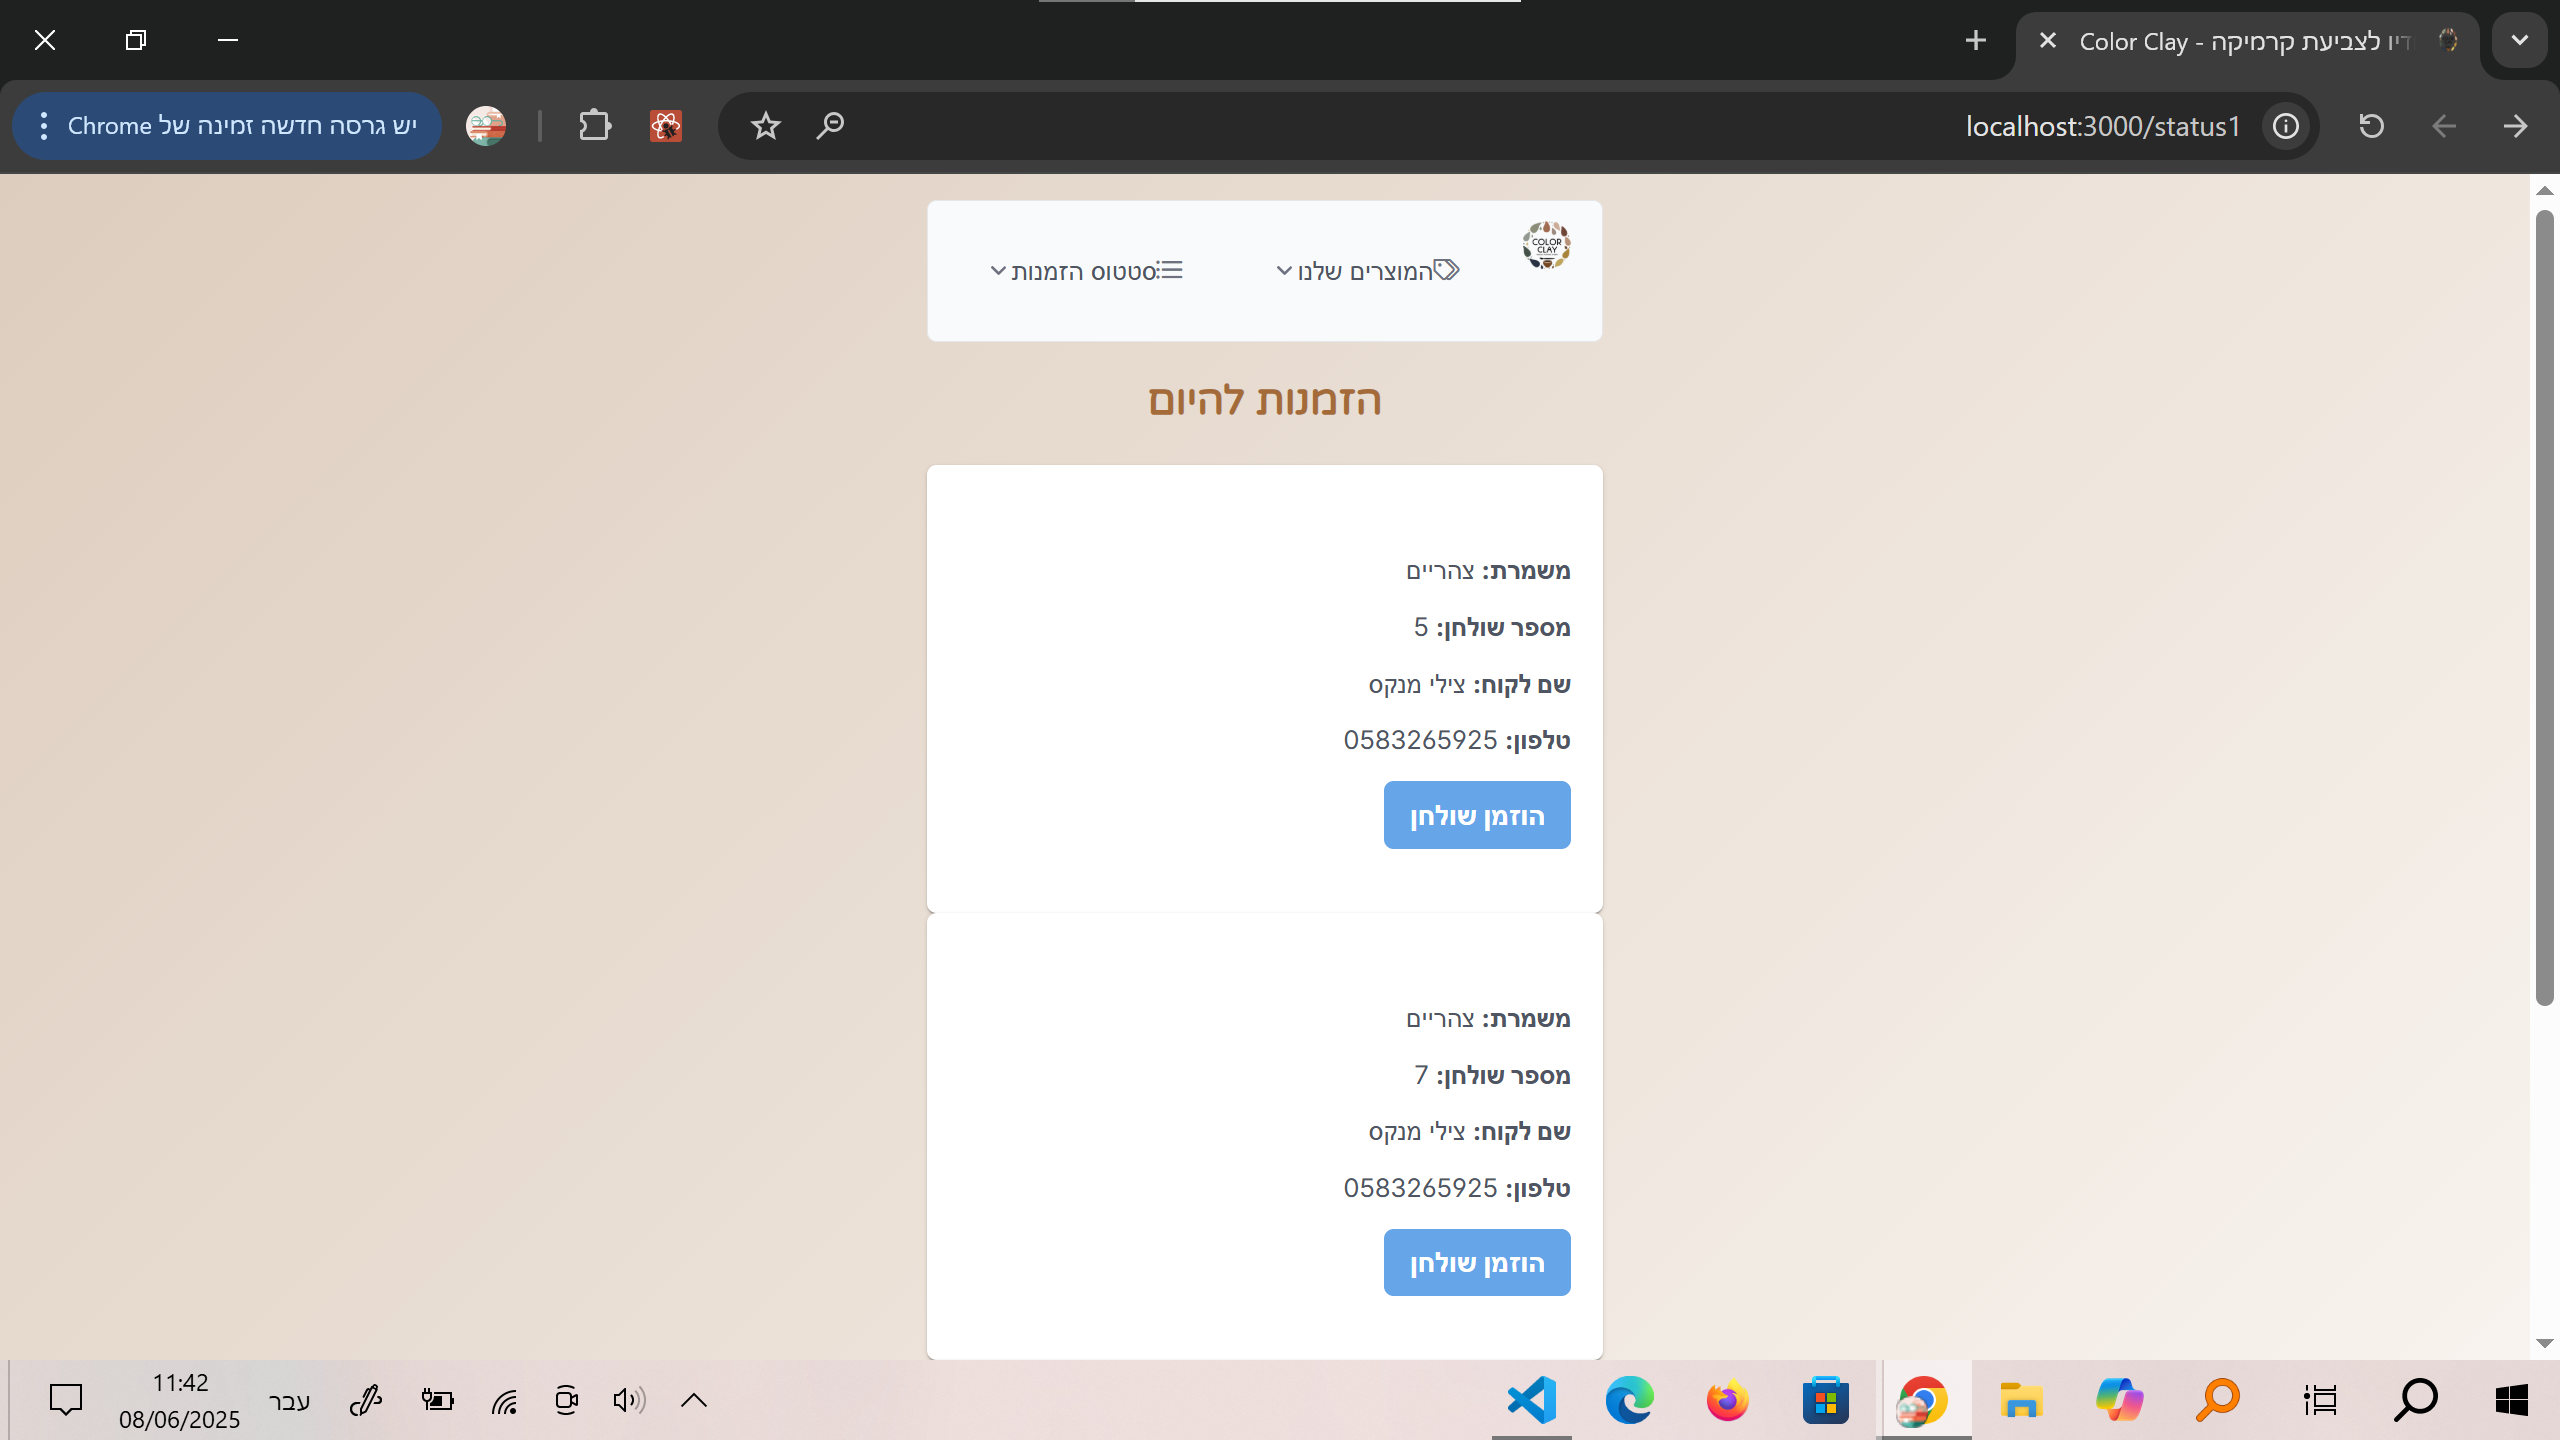 Color Clay - דיו לצביעת קרמיקה
localhost:3000/status1
יש גרסה חדשה זמינה של Chrome
COLOR
CLAY
המוצרים שלנו
סטטוס הזמנות
הזמנות להיום
משמרת: צהריים
מספר שולחן: 5
שם לקוח: צילי מנקס
טלפון: 0583265925
הוזמן שולחן
משמרת: צהריים
מספר שולחן: 7
שם לקוח: צילי מנקס
טלפון: 0583265925
הוזמן שולחן
עבר
11:42
08/06/2025